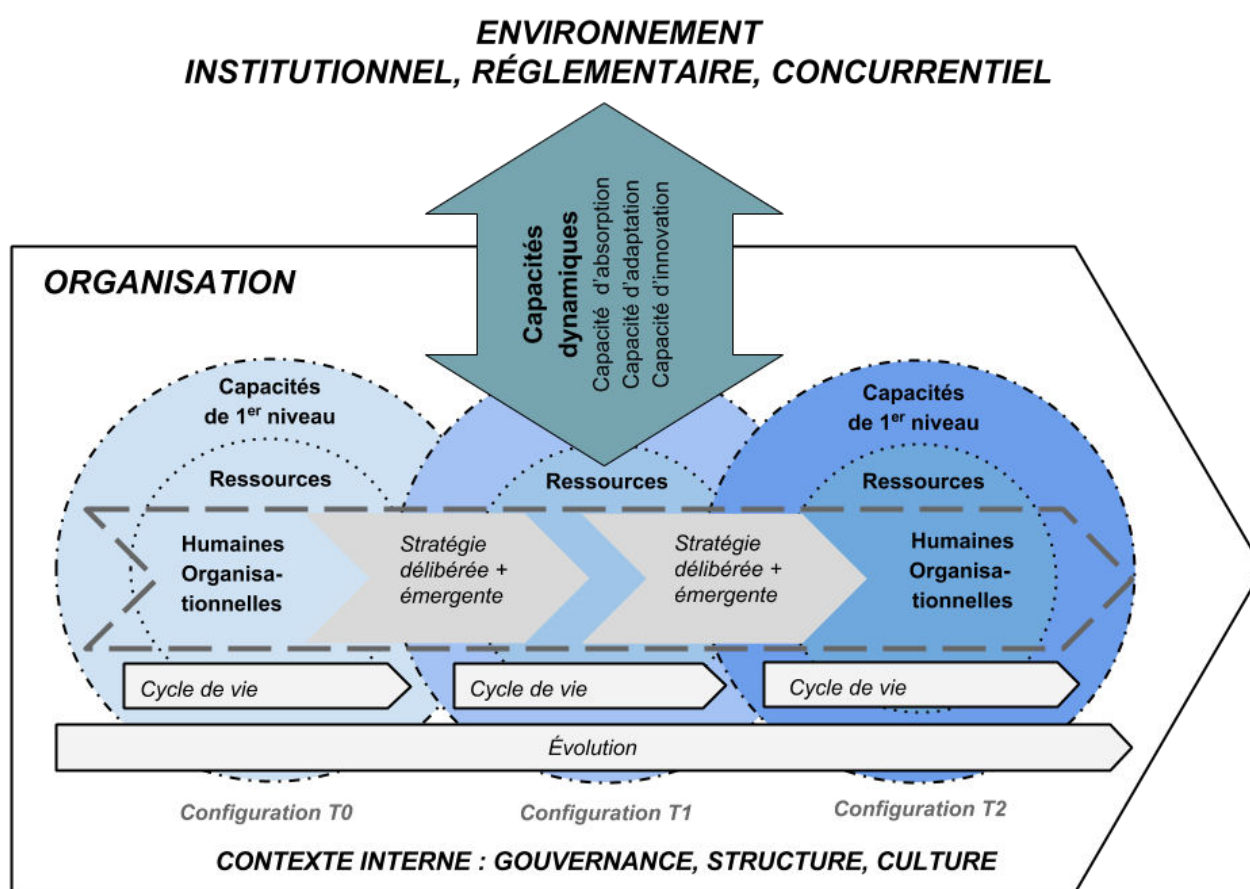 ENVIRONNEMENT
INSTITUTIONNEL, RÉGLEMENTAIRE, CONCURRENTIEL
ORGANISATION
Capacités
dynamiques
Capacité d'absorption
Capacité d'adaptation
Capacité d'innovation
Capacités
de 1er niveau
Ressources
Humaines
Organisa-
tionnelles
Stratégie
délibérée +
émergente
Ressources
Stratégie
délibérée +
émergente
Capacités
de 1er niveau
Ressources
Humaines
Organisa-
tionnelles
Cycle de vie
Cycle de vie
Cycle de vie
Évolution
Configuration T0
Configuration T1
Configuration T2
CONTEXTE INTERNE : GOUVERNANCE, STRUCTURE, CULTURE